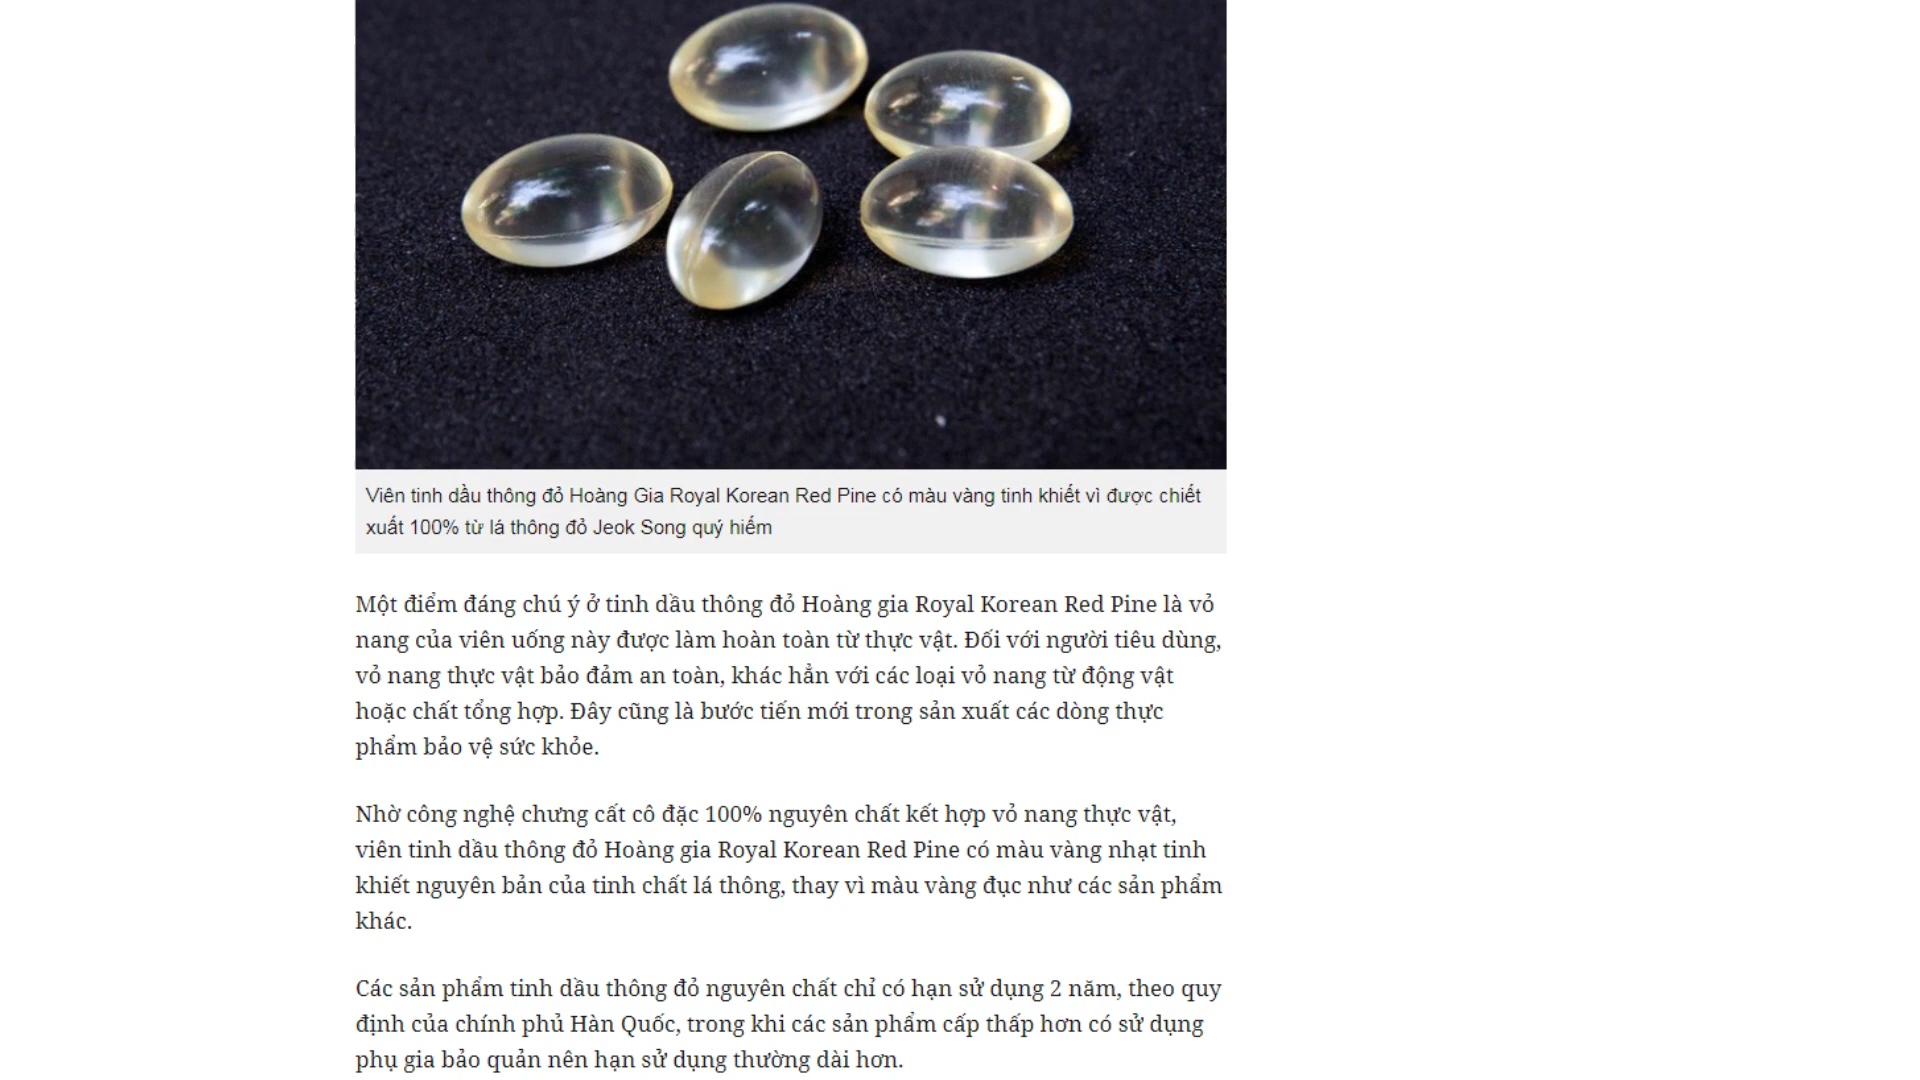 Viên tinh dầu thông đỏ Hoàng Gia Royal Korean Red Pine có màu vàng tinh khiết vì được chiết
xuất 100% từ lá thông đỏ Jeok Song quý hiếm
Một điểm đáng chú ý ở tinh dầu thông đỏ Hoàng gia Royal Korean Red Pine là vỏ
nang của viên uống này được làm hoàn toàn từ thực vật. Đối với người tiêu dùng,
vỏ nang thực vật bảo đảm an toàn, khác hẳn với các loại vỏ nang từ động vật
hoặc chất tổng hợp. Đây cũng là bước tiến mới trong sản xuất các dòng thực
phẩm bảo vệ sức khỏe.
Nhờ công nghệ chưng cất cô đặc 100% nguyên chất kết hợp vỏ nang thực vật,
viên tinh dầu thông đỏ Hoàng gia Royal Korean Red Pine có màu vàng nhạt tinh
khiết nguyên bản của tinh chất lá thông, thay vì màu vàng đục như các sản phẩm
khác.
Các sản phẩm tinh dầu thông đỏ nguyên chất chỉ có hạn sử dụng 2 năm, theo quy
định của chính phủ Hàn Quốc, trong khi các sản phẩm cấp thấp hơn có sử dụng
phụ gia bảo quản nên hạn sử dụng thường dài hơn.